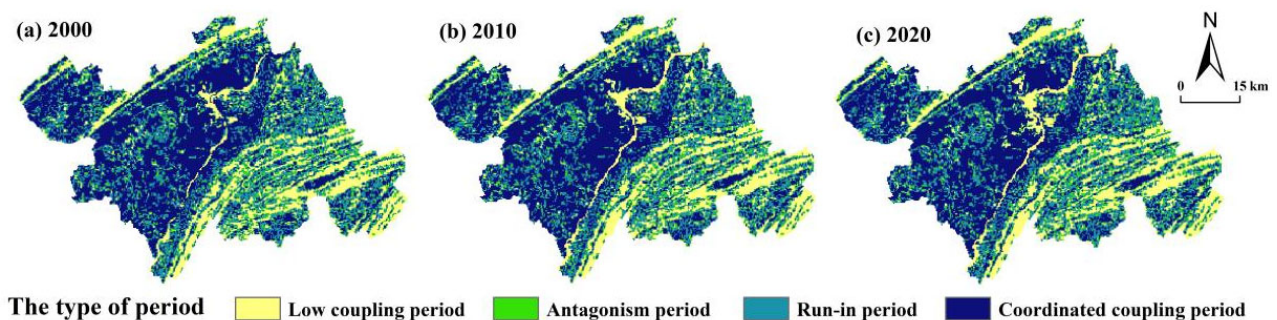 (a) 2000
(b) 2010
(c) 2020
N
0 15 km
The type of period Low coupling period Antagonism period Run-in period Coordinated coupling period